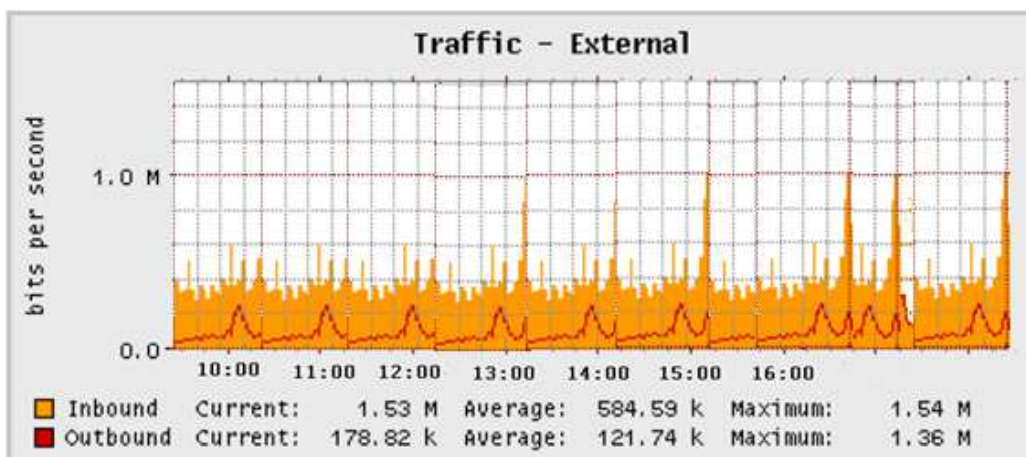 Traffic - External
bits per second
1.0 M
0.0
10:00 11:00 12:00 13:00 14:00 15:00 16:00
Inbound Current: 1.53 M Average: 584.59 k Maximum: 1.54 M
Outbound Current: 178.82 k Average: 121.74 k Maximum: 1.36 M